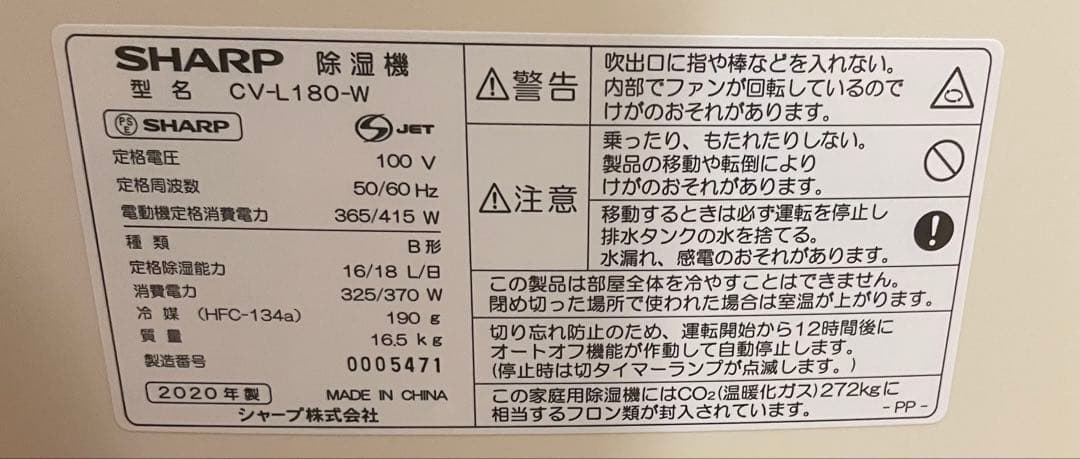 SHARP 除湿機
型名 CV-L180-W
PS E SHARP S JET
定格電圧 100 V
定格周波数 50/60 Hz
電動機定格消費電力 365/415 W
種類 B形
定格除湿能力 16/18 L/日
消費電力 325/370 W
冷媒 (HFC-134a) 190 g
質量 16.5 kg
製造番号 0005471
2020年製 MADE IN CHINA
シャープ株式会社
警告
吹出口に指や棒などを入れない。
内部でファンが回転しているので
けがのおそれがあります。
注意
乗ったり、もたれたりしない。
製品の移動や転倒により
けがのおそれがあります。
移動するときは必ず運転を停止し
排水タンクの水を捨てる。
水漏れ、感電のおそれがあります。
この製品は部屋全体を冷やすことはできません。
閉め切った場所で使われた場合は室温が上がります。
切り忘れ防止のため、運転開始から12時間後に
オートオフ機能が作動して自動停止します。
(停止時は切タイマーランプが点滅します。)
この家庭用除湿機にはCO₂(温暖化ガス)272kgに
相当するフロン類が封入されています。
- PP -